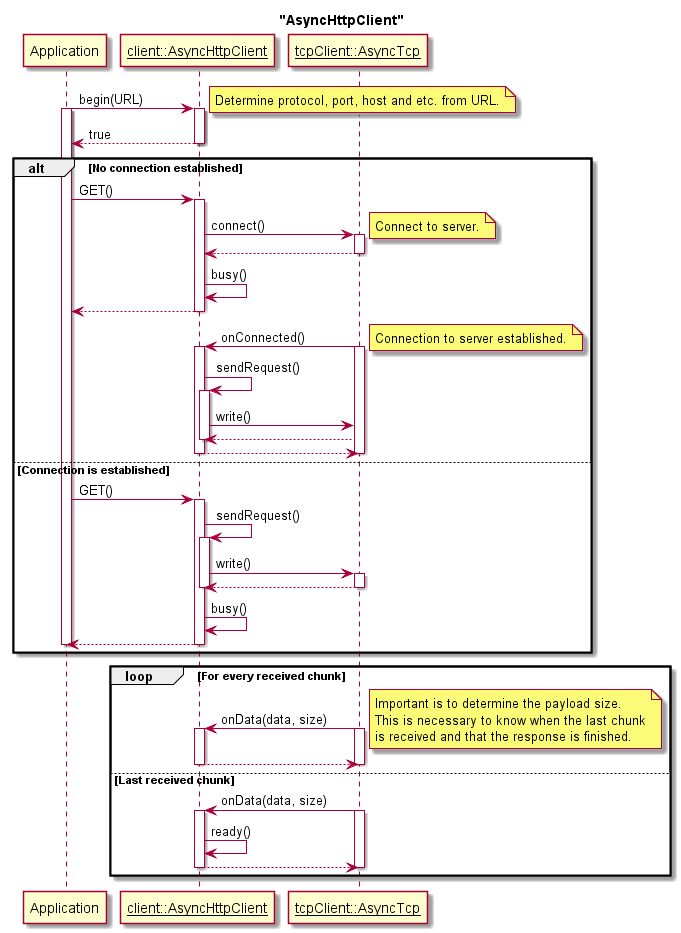 "AsyncHttpClient"
Application
client::AsyncHttpClient
tcpClient::AsyncTcp
begin(URL)
Determine protocol, port, host and etc. from URL.
true
alt
[No connection established]
GET()
connect()
Connect to server.
busy()
onConnected()
Connection to server established.
sendRequest()
write()
[Connection is established]
GET()
sendRequest()
write()
busy()
loop
[For every received chunk]
Important is to determine the payload size.
This is necessary to know when the last chunk
is received and that the response is finished.
onData(data, size)
[Last received chunk]
onData(data, size)
ready()
Application
client::AsyncHttpClient
tcpClient::AsyncTcp